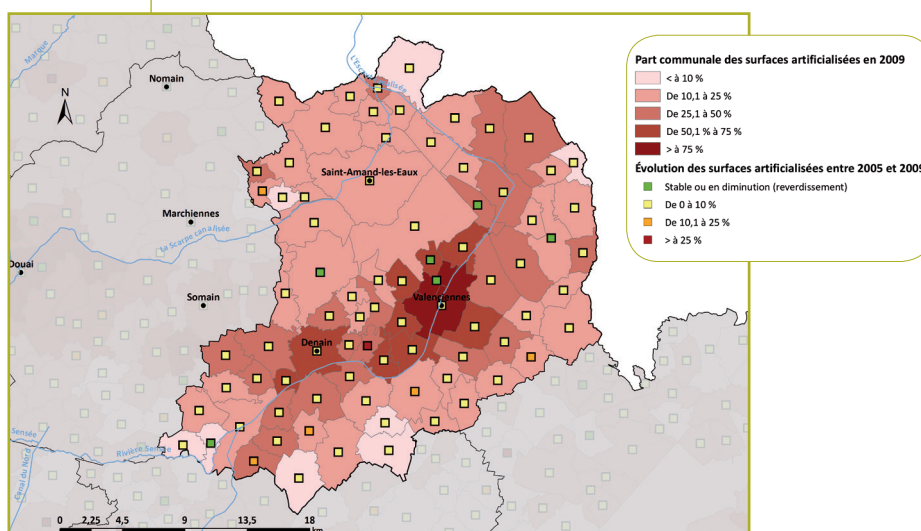 Marque
Nomain
N
L'Escaut canalisée
Saint-Amand-les-Eaux
Marchiennes
La Scarpe canalisée
Douai
Somain
Valenciennes
Denain
Sensée
Canal du Nord
Rivière Sensée
0 2,25 4,5 9 13,5 18
km
Part communale des surfaces artificialisées en 2009
< à 10 %
De 10,1 à 25 %
De 25,1 à 50 %
De 50,1 % à 75 %
> à 75 %
Évolution des surfaces artificialisées entre 2005 et 2009
Stable ou en diminution (reverdissement)
De 0 à 10 %
De 10,1 à 25 %
> à 25 %